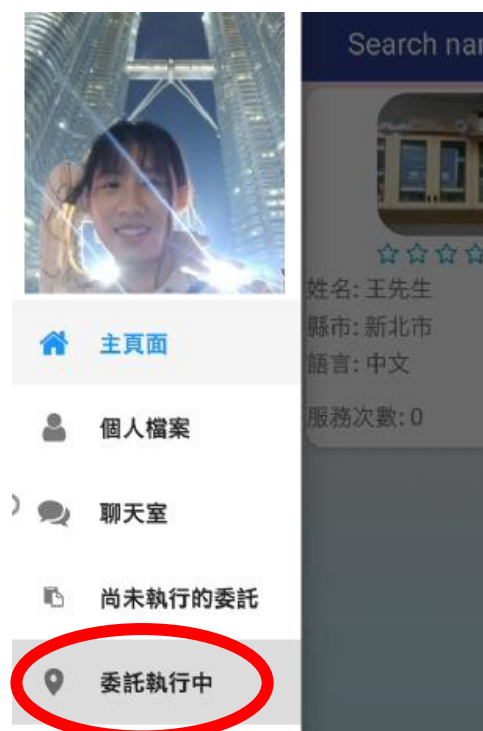 Search nar
姓名: 王先生
縣市: 新北市
語言: 中文
服務次數: 0
主頁面
個人檔案
聊天室
尚未執行的委託
委託執行中